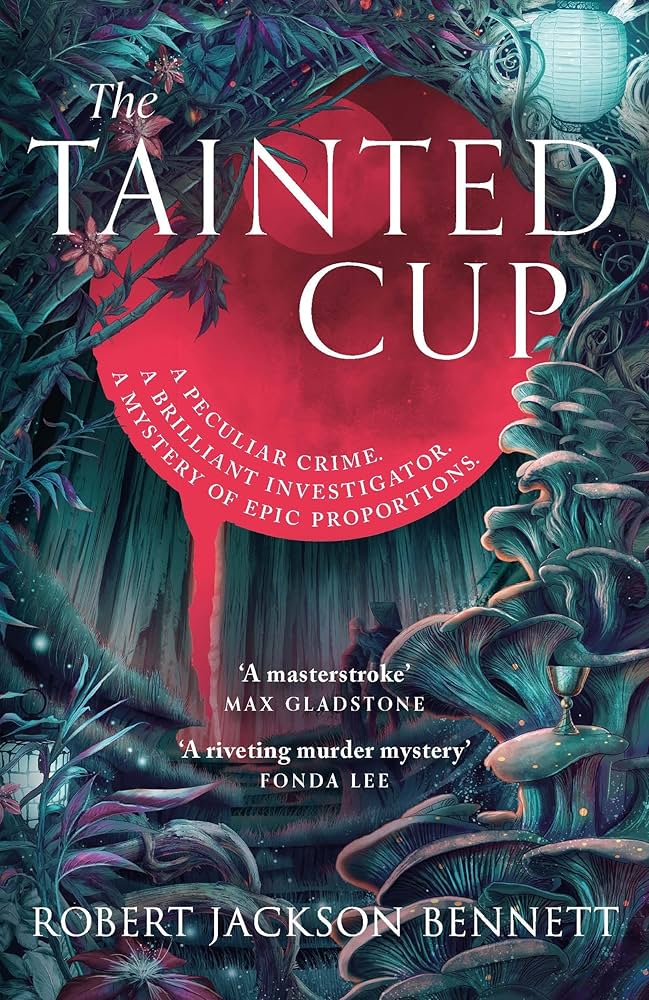 The
TAINTED
CUP
A PECULIAR CRIME.
A BRILLIANT INVESTIGATOR.
A MYSTERY OF EPIC PROPORTIONS.
‘A masterstroke’
MAX GLADSTONE
‘A riveting murder mystery’
FONDA LEE
ROBERT JACKSON BENNETT